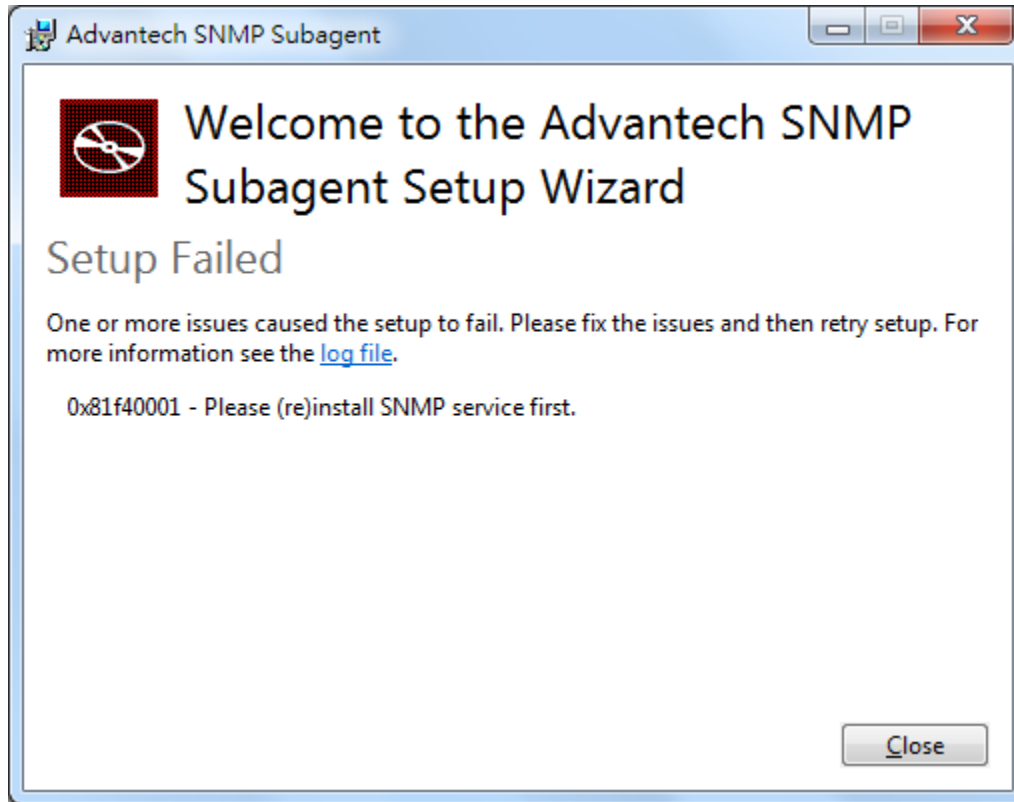 Advantech SNMP Subagent
Welcome to the Advantech SNMP
Subagent Setup Wizard
Setup Failed
One or more issues caused the setup to fail. Please fix the issues and then retry setup. For
more information see the log file.
0x81f40001 - Please (re)install SNMP service first.
Close